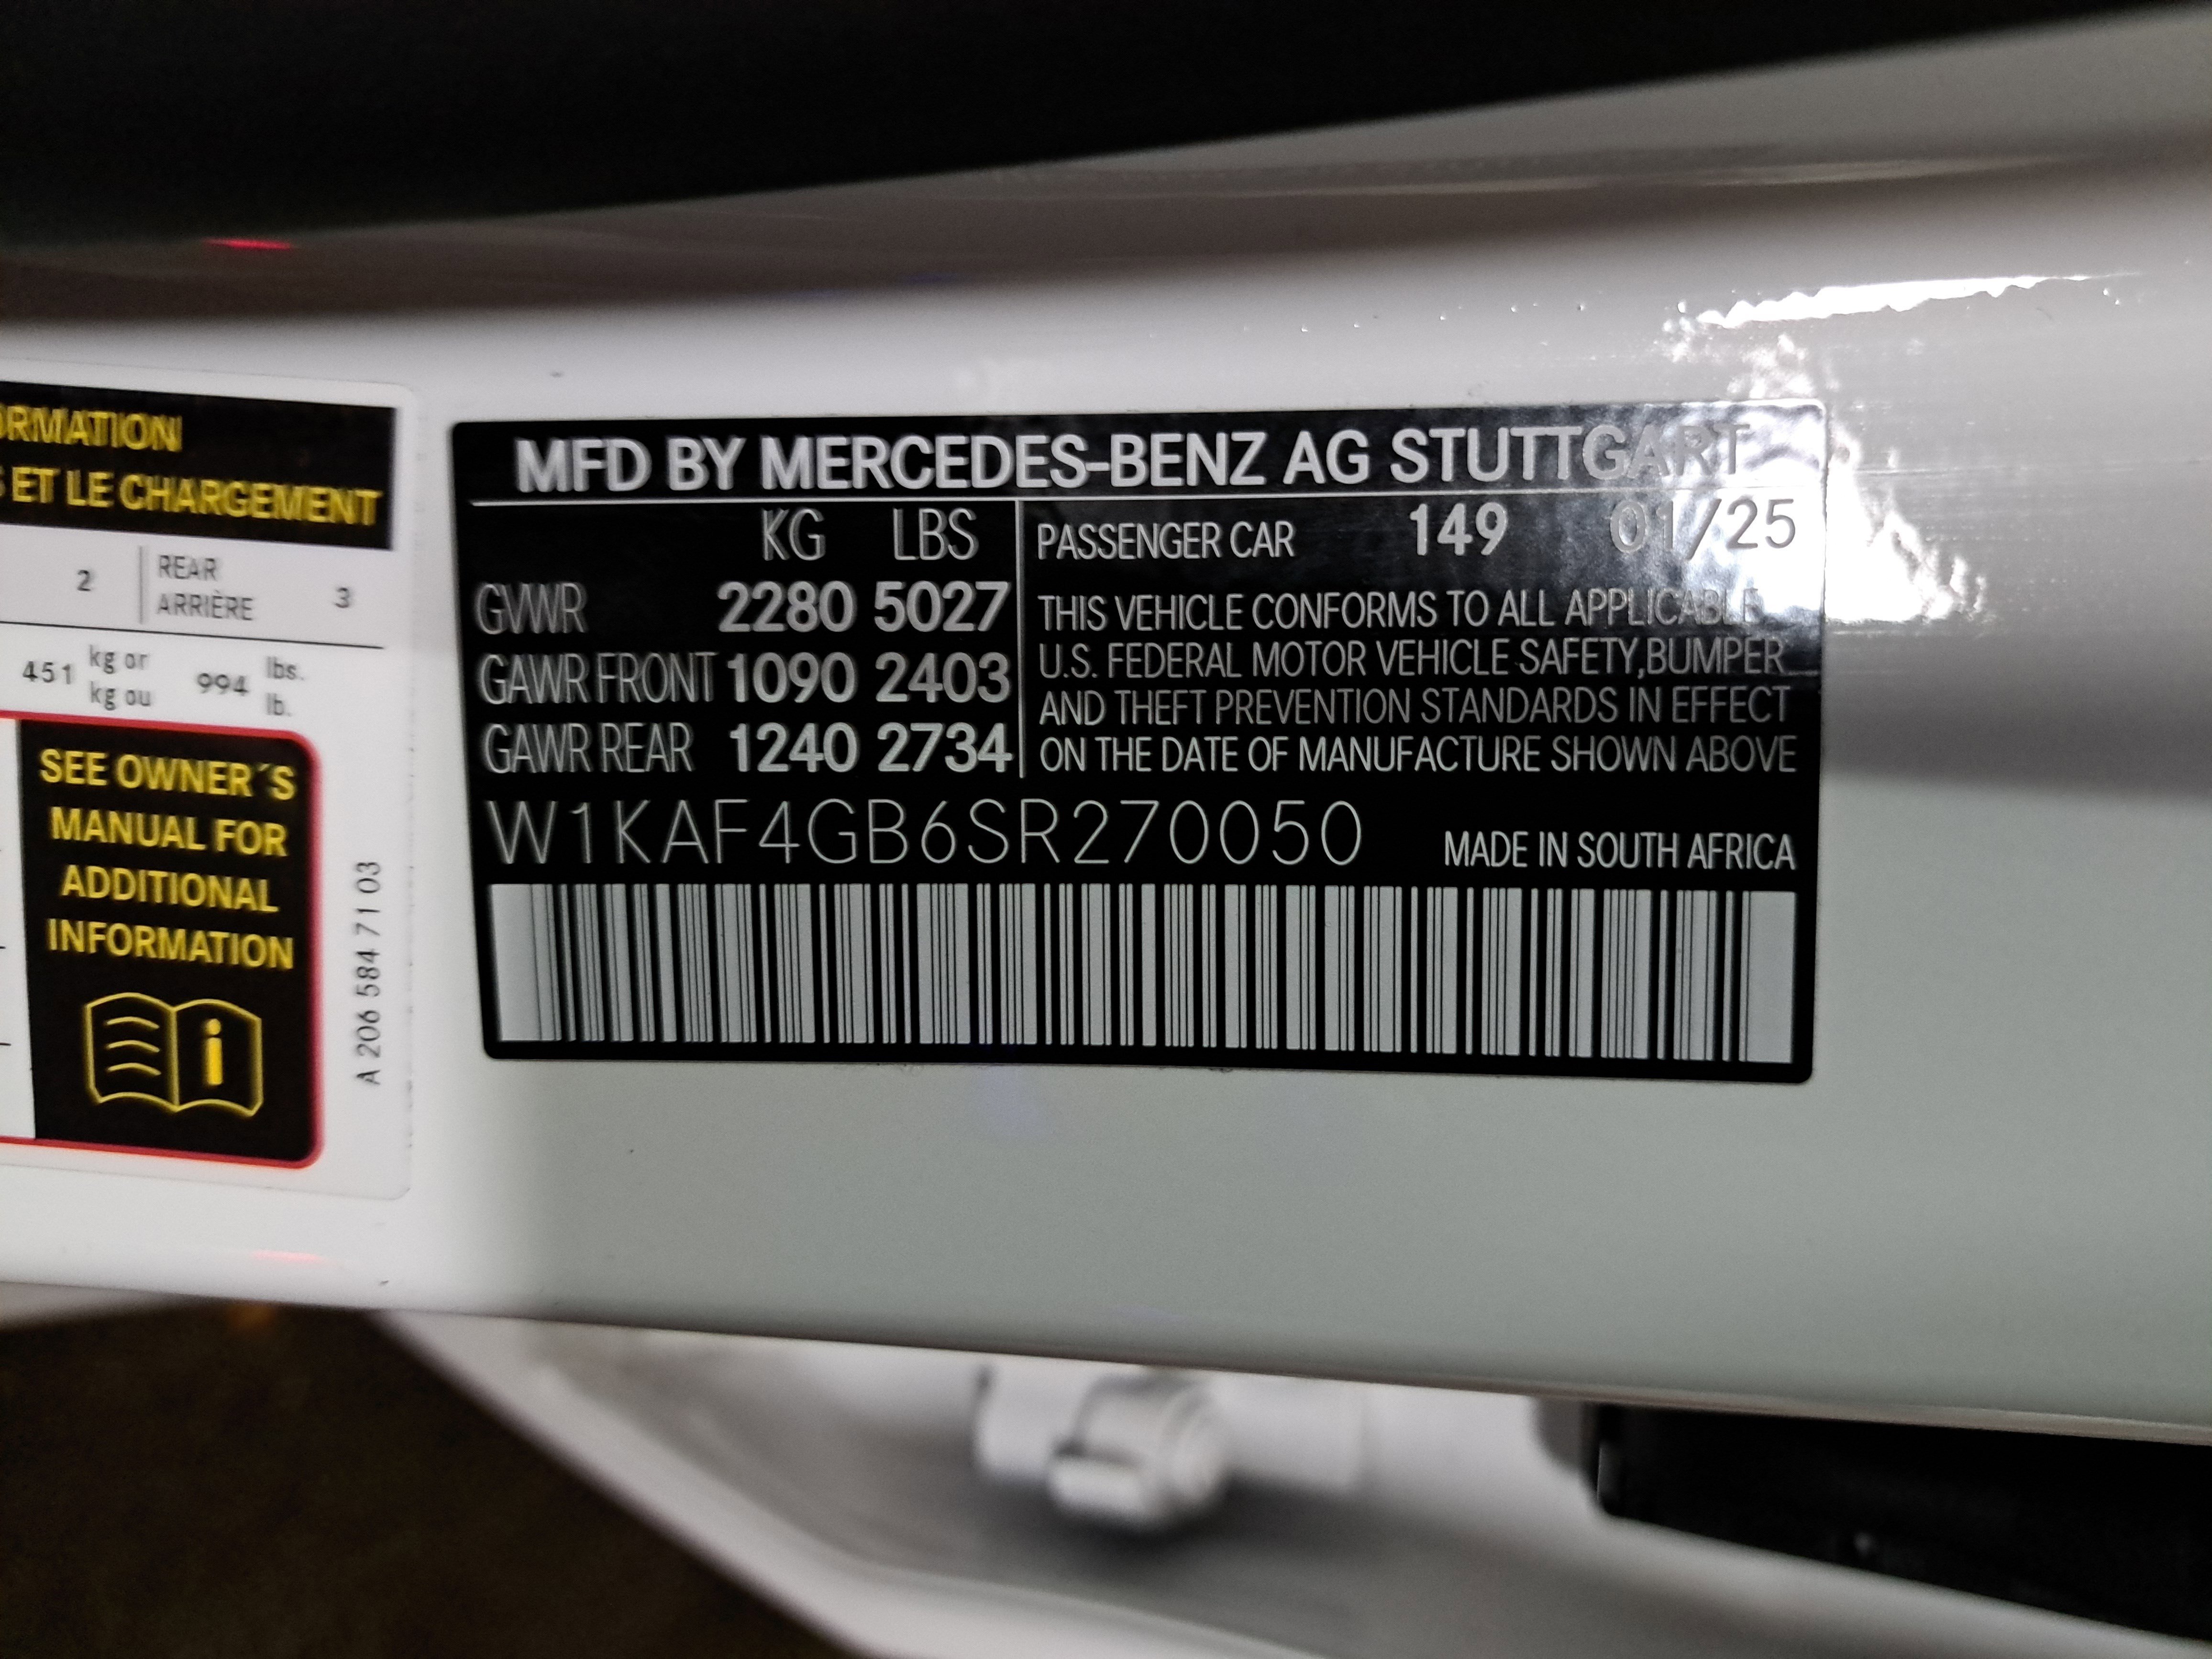 ORMATION
S ET LE CHARGEMENT
2 REAR
ARRIÈRE 3
451 kg or
kg ou 994 lbs.
lb.
SEE OWNER´S
MANUAL FOR
ADDITIONAL
INFORMATION
i
A 206 584 71 03
MFD BY MERCEDES-BENZ AG STUTTGART
KG LBS
GVWR 2280 5027
GAWR FRONT 1090 2403
GAWR REAR 1240 2734
PASSENGER CAR 149 01/25
THIS VEHICLE CONFORMS TO ALL APPLICABLE
U.S. FEDERAL MOTOR VEHICLE SAFETY,BUMPER
AND THEFT PREVENTION STANDARDS IN EFFECT
ON THE DATE OF MANUFACTURE SHOWN ABOVE
W1KAF4GB6SR270050
MADE IN SOUTH AFRICA